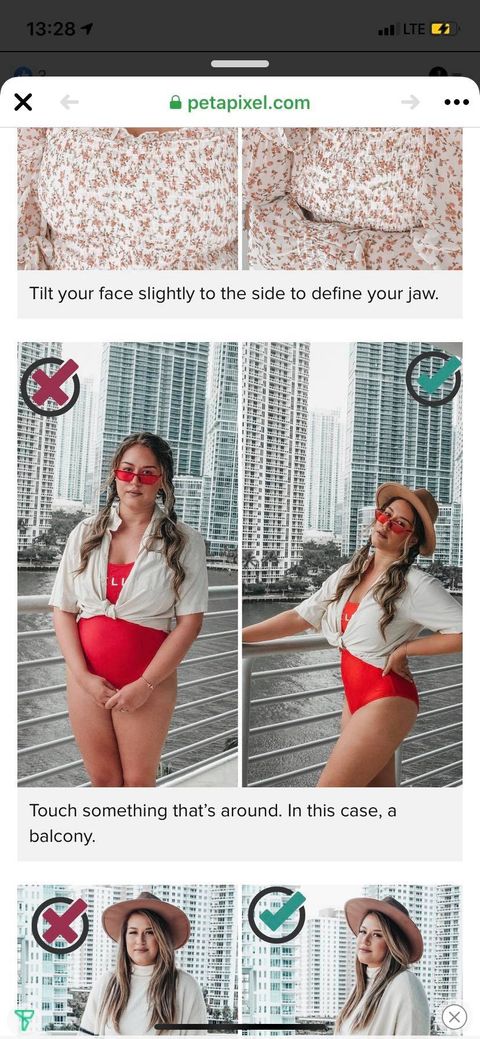 13:28
LTE
petapixel.com
Tilt your face slightly to the side to define your jaw.
Touch something that’s around. In this case, a
balcony.